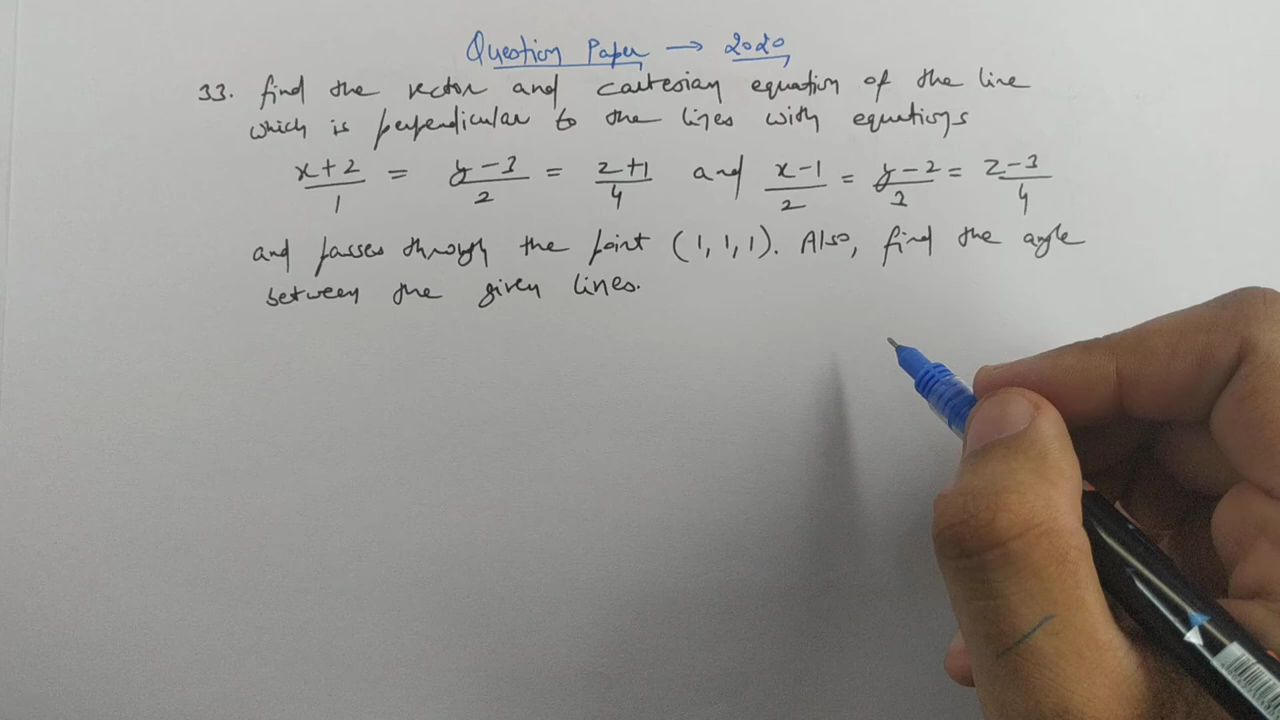 Question Paper → 2020
33. find the vector and cartesian equation of the line
which is perpendicular to the lines with equations
x+2/1 = y-3/2 = z+1/4 and x-1/2 = y-2/3 = z-3/4
and passes through the point (1, 1, 1). Also, find the angle
between the given lines.